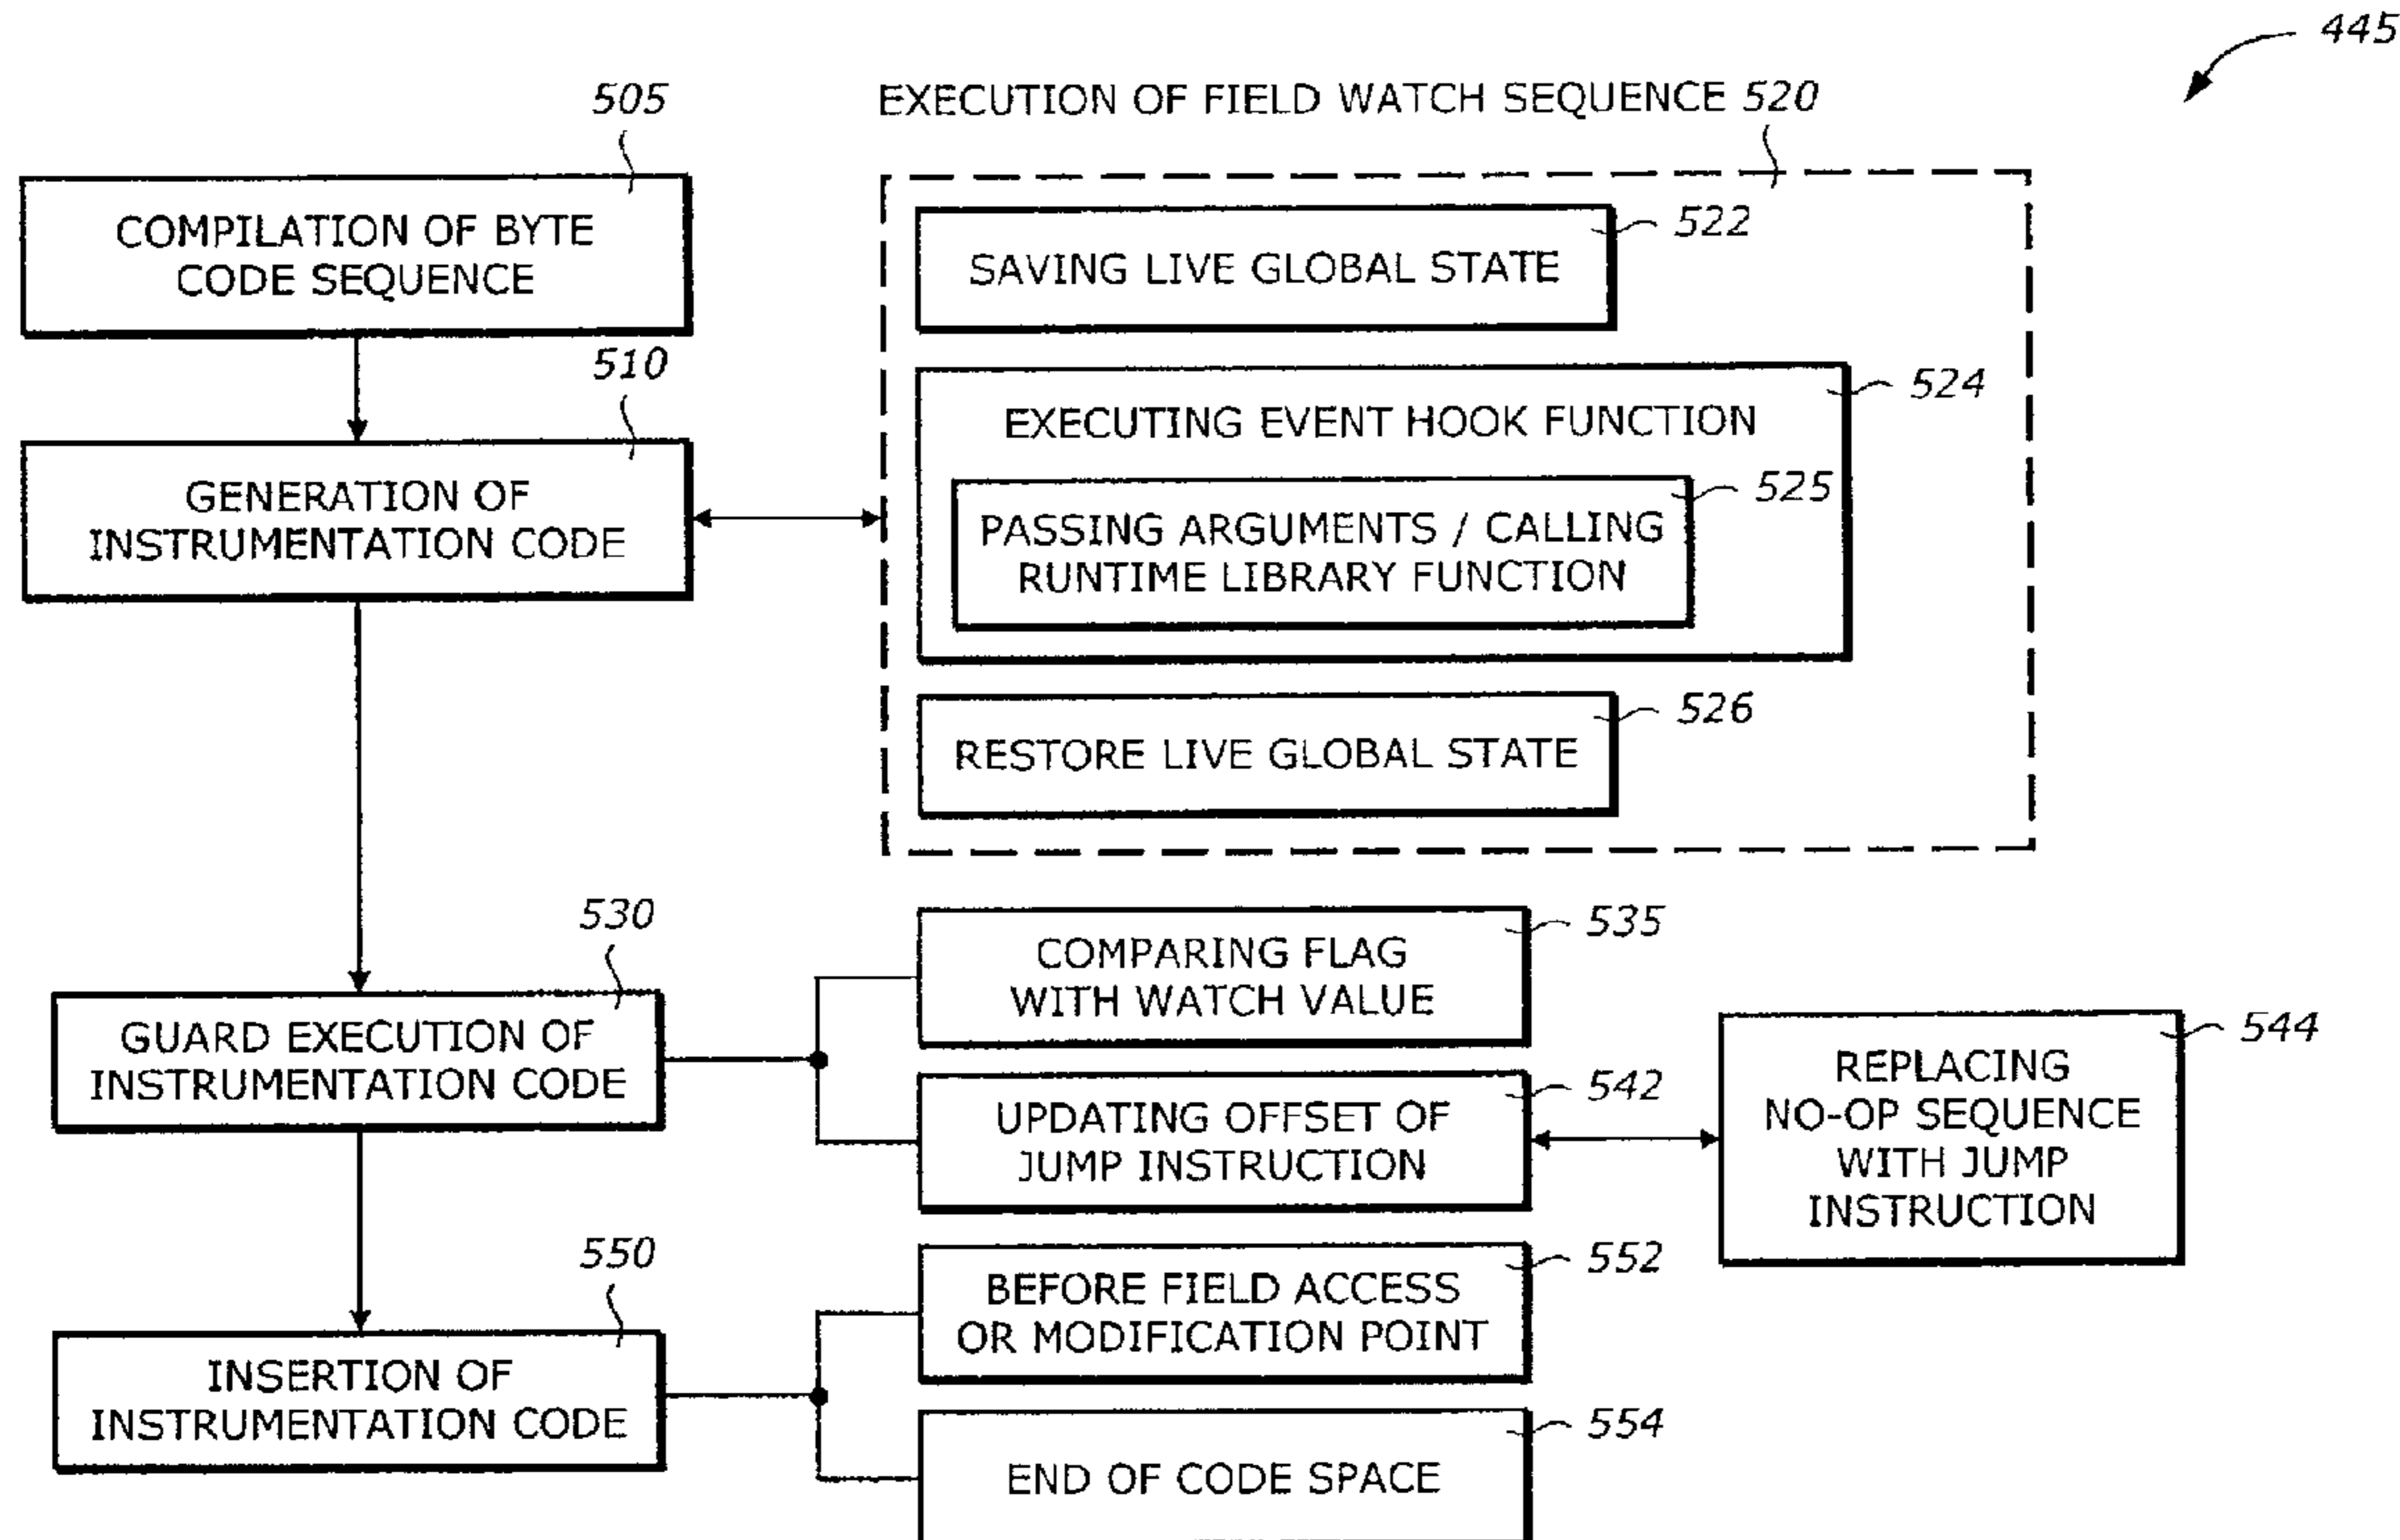 445
505
EXECUTION OF FIELD WATCH SEQUENCE 520
COMPILATION OF BYTE
CODE SEQUENCE
522
SAVING LIVE GLOBAL STATE
510
524
EXECUTING EVENT HOOK FUNCTION
GENERATION OF
INSTRUMENTATION CODE
525
PASSING ARGUMENTS / CALLING
RUNTIME LIBRARY FUNCTION
526
RESTORE LIVE GLOBAL STATE
530
535
COMPARING FLAG
WITH WATCH VALUE
GUARD EXECUTION OF
INSTRUMENTATION CODE
542
UPDATING OFFSET OF
JUMP INSTRUCTION
544
REPLACING
NO-OP SEQUENCE
WITH JUMP
INSTRUCTION
550
552
BEFORE FIELD ACCESS
OR MODIFICATION POINT
INSERTION OF
INSTRUMENTATION CODE
554
END OF CODE SPACE